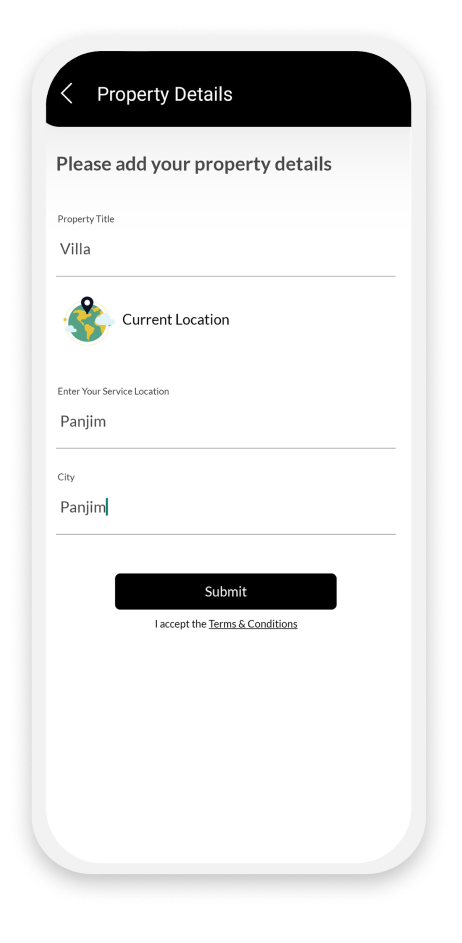 Property Details
Please add your property details
Property Title
Villa
Current Location
Enter Your Service Location
Panjim
City
Panjim
Submit
I accept the Terms & Conditions